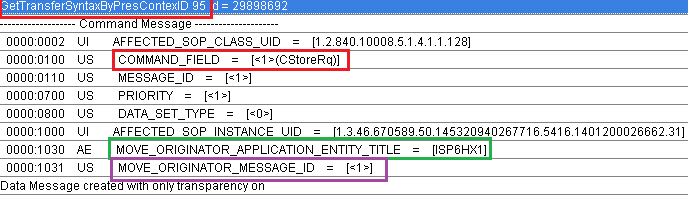 GetTransferSyntaxByPresContexID 95 Id = 29898692
------------------- Command Message ----------------------
0000:0002 UI AFFECTED_SOP_CLASS_UID = [1.2.840.10008.5.1.4.1.1.128]
0000:0100 US COMMAND_FIELD = [<1>(CStoreRq)]
0000:0110 US MESSAGE_ID = [<1>]
0000:0700 US PRIORITY = [<1>]
0000:0800 US DATA_SET_TYPE = [<0>]
0000:1000 UI AFFECTED_SOP_INSTANCE_UID = [1.3.46.670589.50.145320940267716.5416.1401200026662.31]
0000:1030 AE MOVE_ORIGINATOR_APPLICATION_ENTITY_TITLE = [ISP6HX1]
0000:1031 US MOVE_ORIGINATOR_MESSAGE_ID = [<1>]
Data Message created with only transparency on